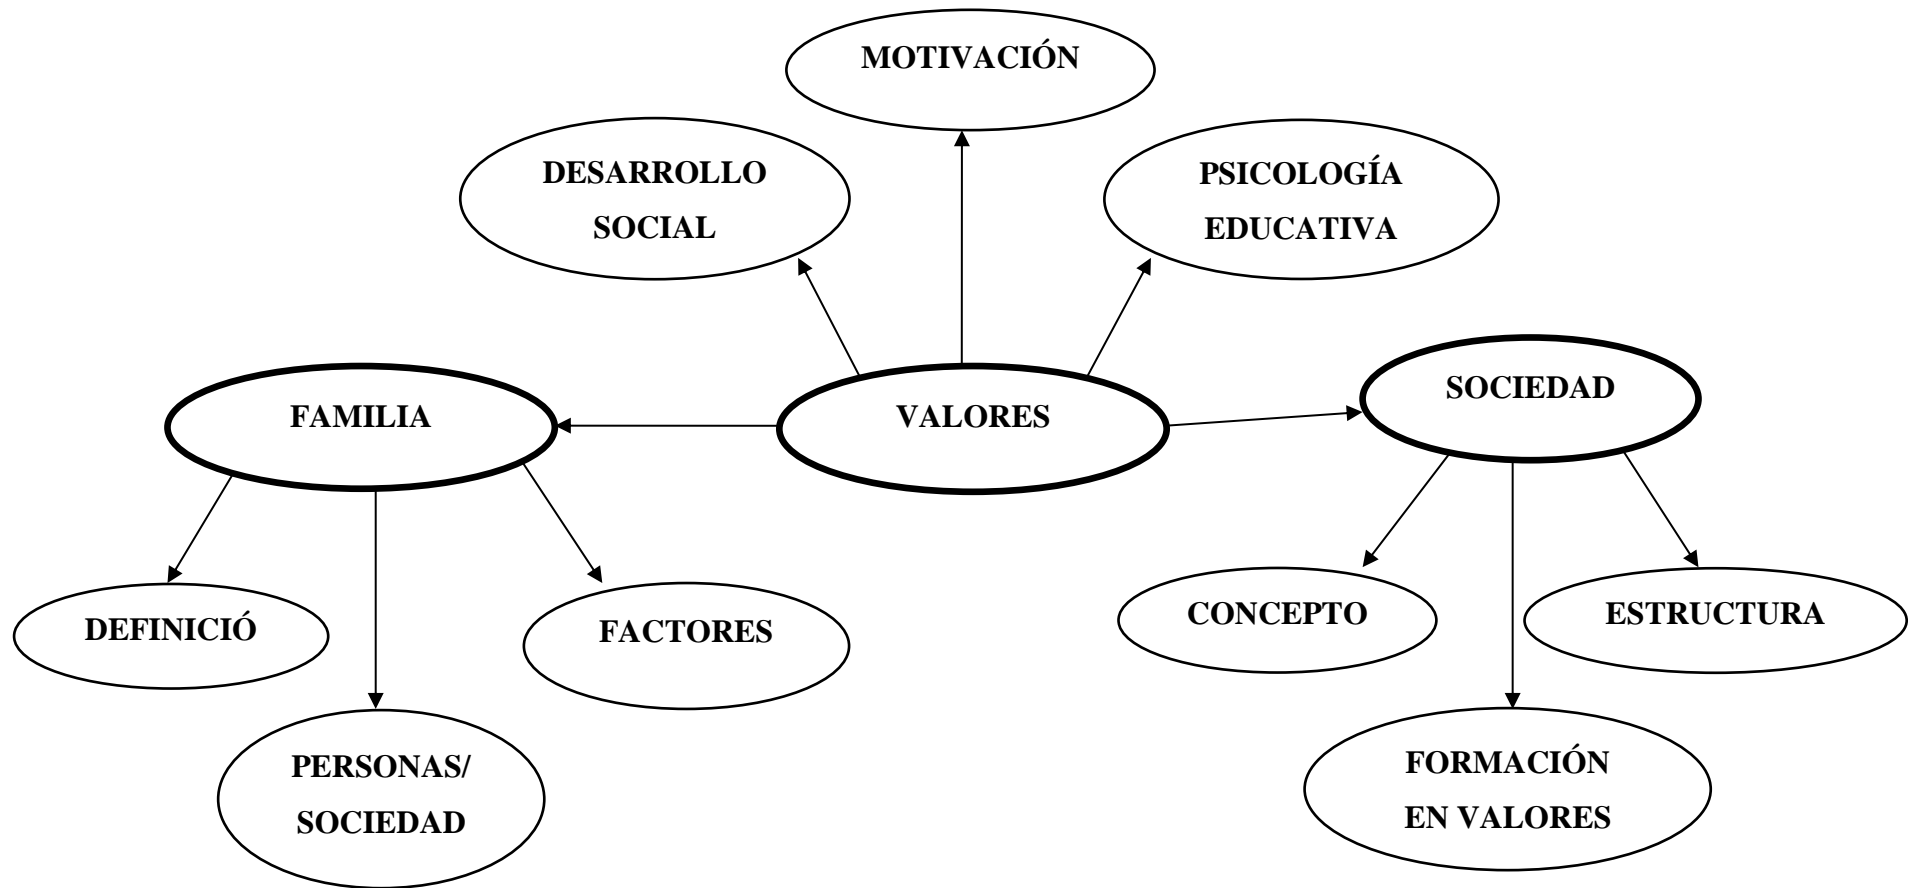 MOTIVACIÓN
DESARROLLO
SOCIAL
PSICOLOGÍA
EDUCATIVA
FAMILIA
VALORES
SOCIEDAD
DEFINICIÓ
FACTORES
CONCEPTO
ESTRUCTURA
PERSONAS/
SOCIEDAD
FORMACIÓN
EN VALORES